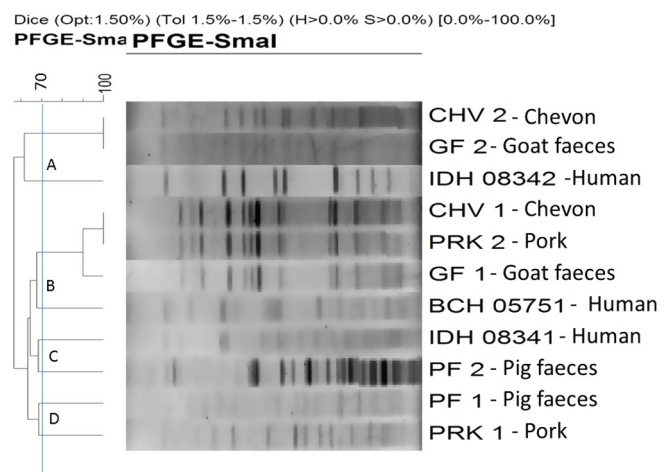 Dice (Opt:1.50%) (Tol 1.5%-1.5%) (H>0.0% S>0.0%) [0.0%-100.0%]
PFGE-Sma PFGE-SmaI
70 100
CHV 2 - Chevon
A GF 2 - Goat faeces
IDH 08342 -Human
CHV 1 - Chevon
PRK 2 - Pork
B GF 1 - Goat faeces
BCH 05751 - Human
IDH 08341 - Human
C PF 2 - Pig faeces
PF 1 - Pig faeces
D PRK 1 - Pork